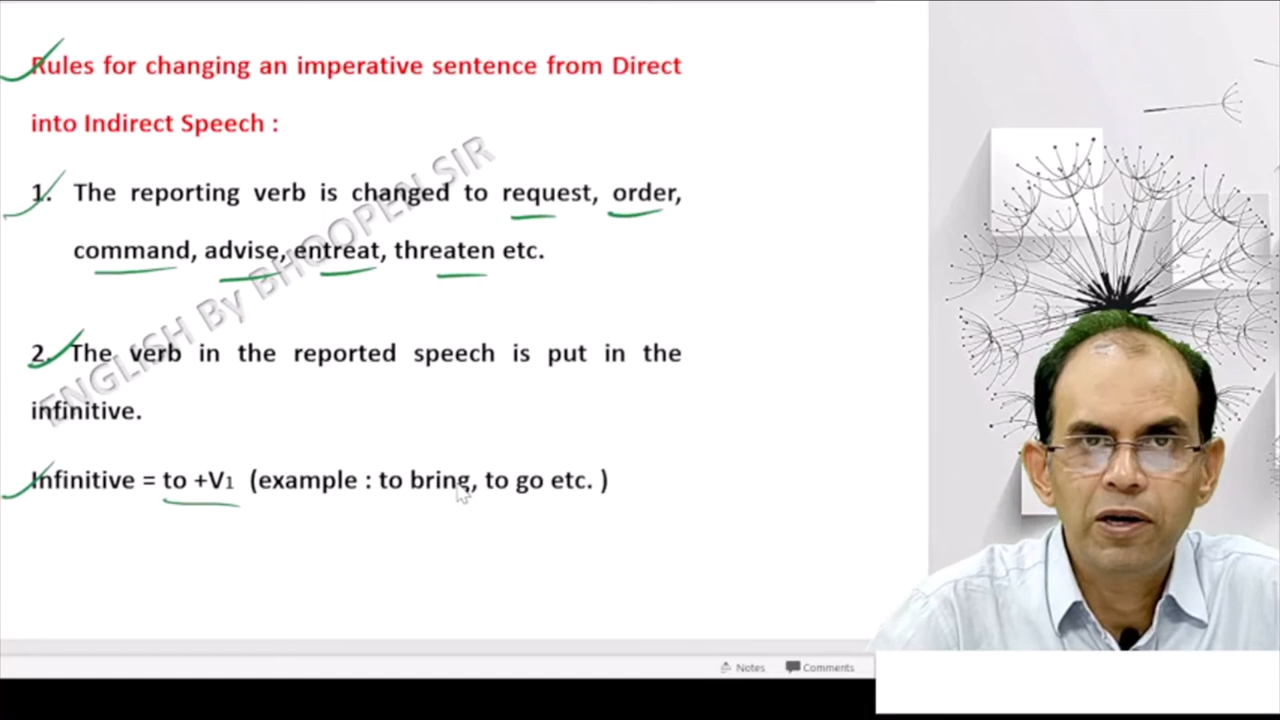 Rules for changing an imperative sentence from Direct
into Indirect Speech :
1. The reporting verb is changed to request, order,
command, advise, entreat, threaten etc.
ENGLISH By BHOOPEN SIR
2. The verb in the reported speech is put in the
infinitive.
Infinitive = to +V1 (example : to bring, to go etc. )
Notes
Comments